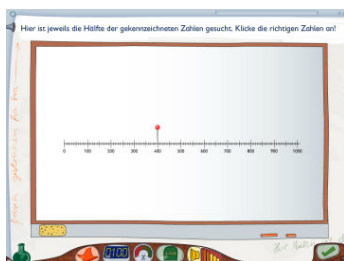 Hier ist jeweils die Hälfte der gekennzeichneten Zahlen gesucht. Klicke die richtigen Zahlen an!
0 100 200 300 400 500 600 700 800 900 1000
0100